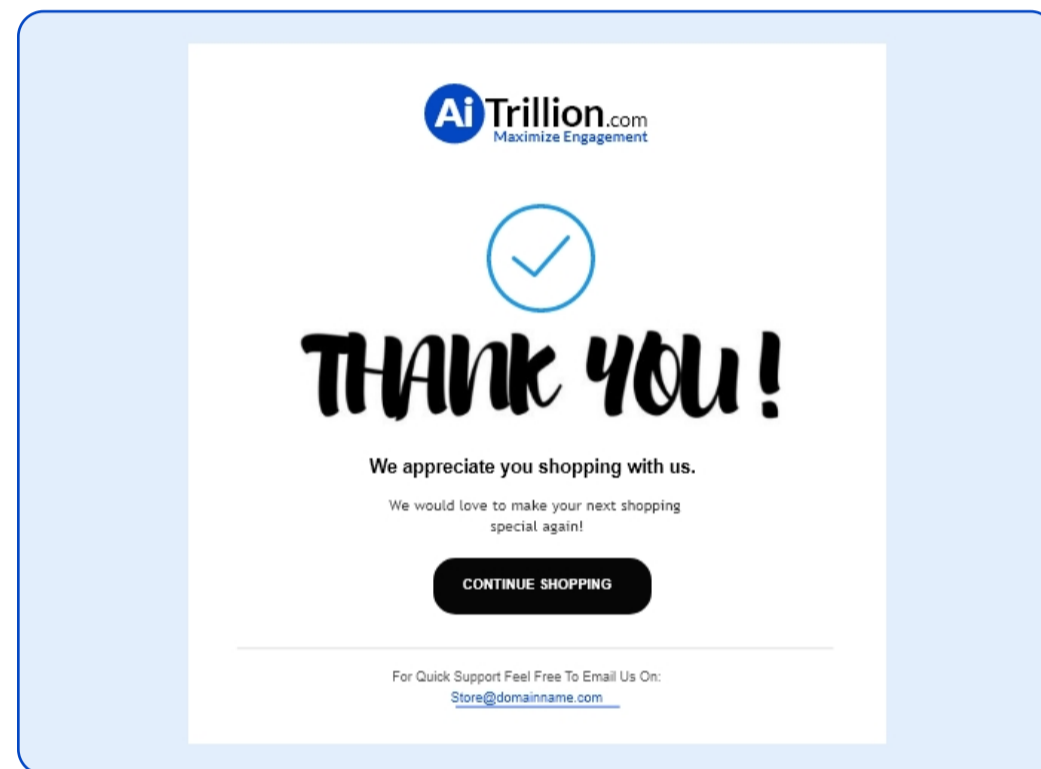 AiTrillion.com
Maximize Engagement
THANK YOU!
We appreciate you shopping with us.
We would love to make your next shopping
special again!
CONTINUE SHOPPING
For Quick Support Feel Free To Email Us On:
Store@domainname.com